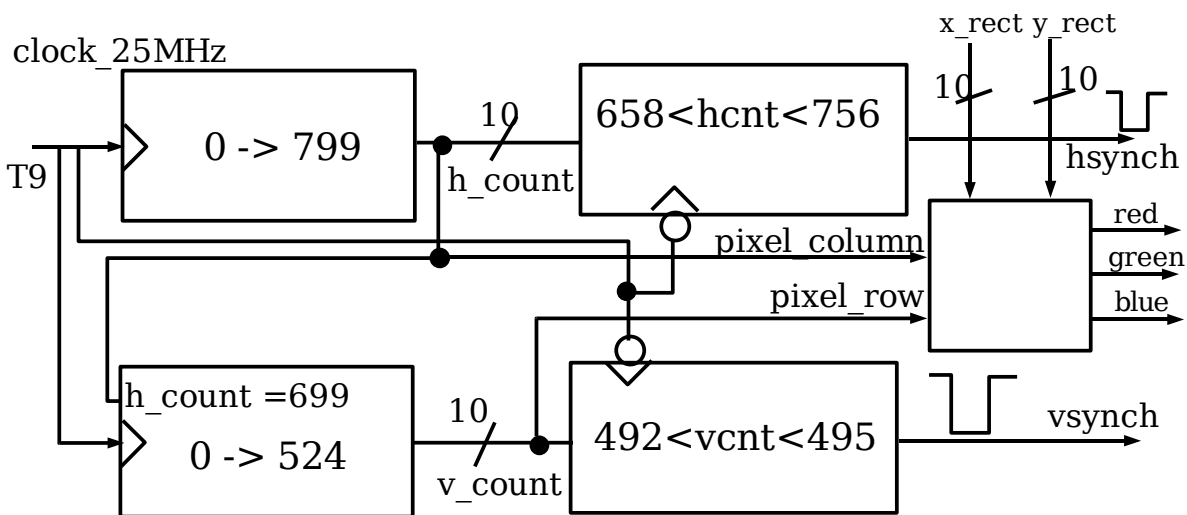 x_rect y_rect
clock_25MHz
10 10
658<hcnt<756
10
0 -> 799
hsynch
T9
h_count
red
pixel_column
green
pixel_row
blue
h_count =699
10
vsynch
492<vcnt<495
0 -> 524
v_count